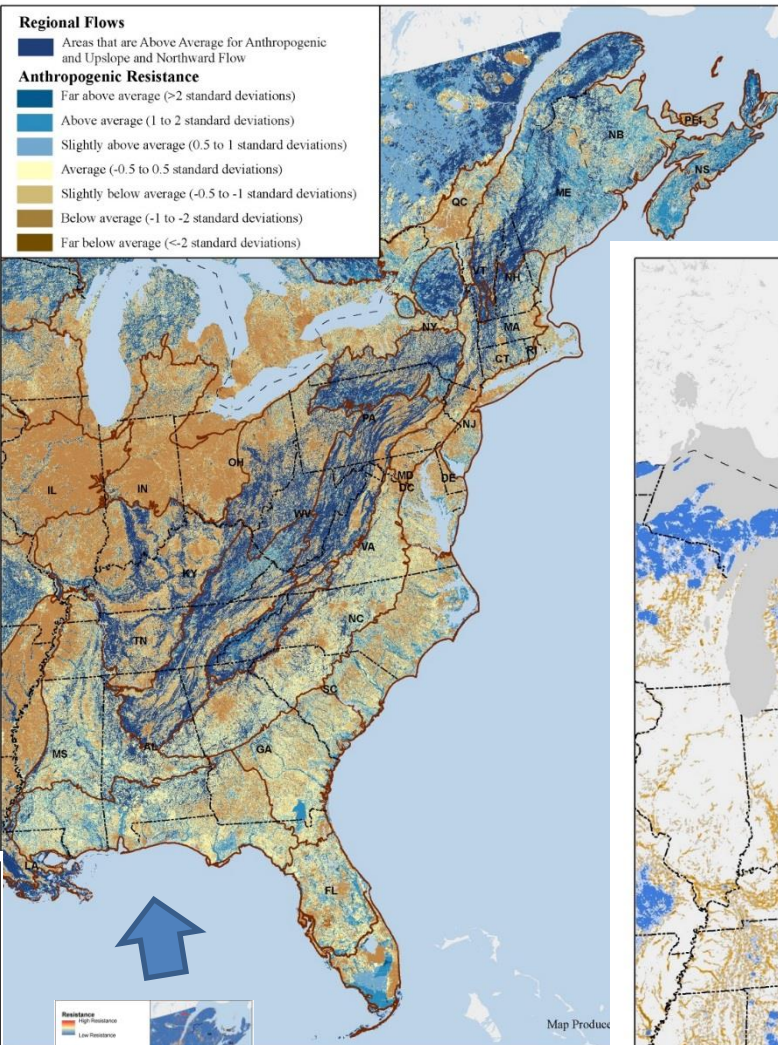 Regional Flows
Areas that are Above Average for Anthropogenic
and Upslope and Northward Flow
Anthropogenic Resistance
Far above average (>2 standard deviations)
Above average (1 to 2 standard deviations)
Slightly above average (0.5 to 1 standard deviations)
Average (-0.5 to 0.5 standard deviations)
Slightly below average (-0.5 to -1 standard deviations)
Below average (-1 to -2 standard deviations)
Far below average (<-2 standard deviations)
PEI
NB
NS
ME
QC
VT
NH
NY
MA
CT
RI
PA
NJ
OH
MD
DE
DC
IL
IN
WV
VA
KY
NC
TN
SC
MS
AL
GA
LA
FL
Resistance
High Resistance
Low Resistance
Map Produce